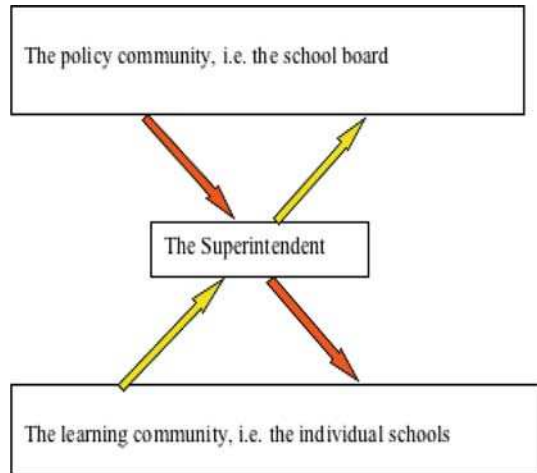 The policy community, i.e. the school board
The Superintendent
The learning community, i.e. the individual schools